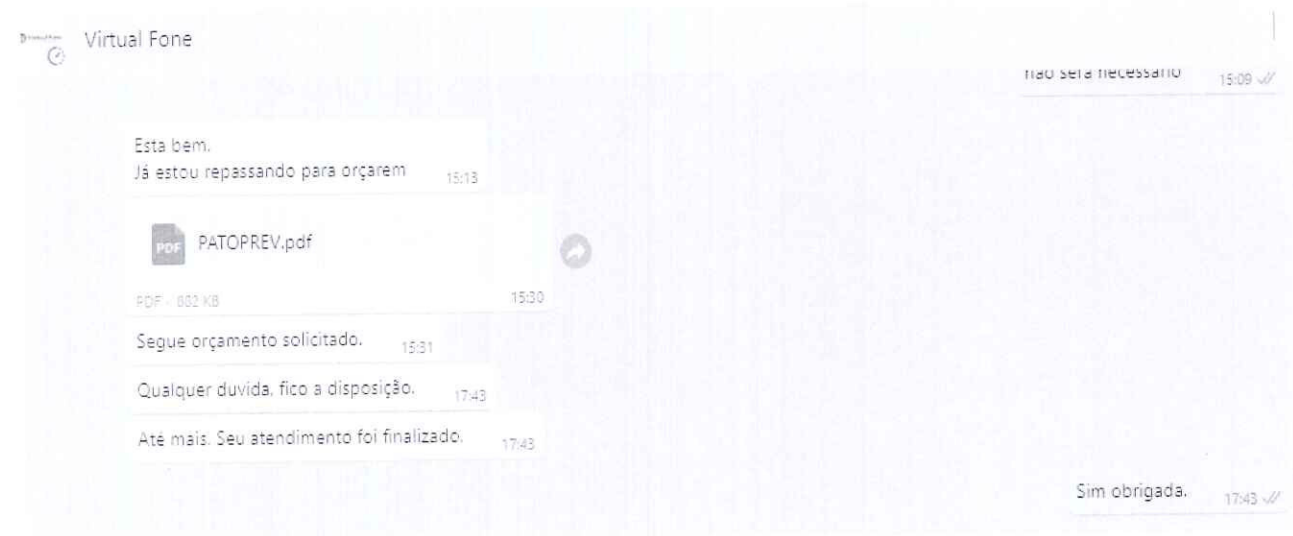 Virtual Fone
não será necessário 15:09
Esta bem.
Já estou repassando para orçarem 15:13
PDF PATOPREV.pdf
PDF - 882 KB 15:30
Segue orçamento solicitado. 15:31
Qualquer duvida, fico a disposição. 17:43
Até mais. Seu atendimento foi finalizado. 17:43
Sim obrigada. 17:43